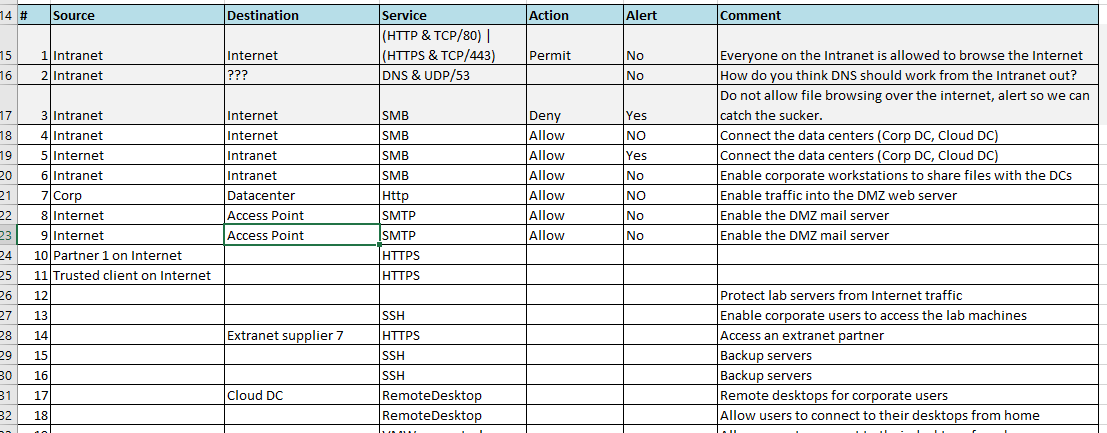 14 # Source Destination Service Action Alert Comment
(HTTP & TCP/80) |
15 1 Intranet Internet (HTTPS & TCP/443) Permit No Everyone on the Intranet is allowed to browse the Internet
16 2 Intranet ??? DNS & UDP/53 No How do you think DNS should work from the Intranet out?
Do not allow file browsing over the internet, alert so we can
17 3 Intranet Internet SMB Deny Yes catch the sucker.
18 4 Intranet Internet SMB Allow NO Connect the data centers (Corp DC, Cloud DC)
19 5 Internet Intranet SMB Allow Yes Connect the data centers (Corp DC, Cloud DC)
20 6 Intranet Intranet SMB Allow No Enable corporate workstations to share files with the DCs
21 7 Corp Datacenter Http Allow NO Enable traffic into the DMZ web server
22 8 Internet Access Point SMTP Allow No Enable the DMZ mail server
23 9 Internet Access Point SMTP Allow No Enable the DMZ mail server
24 10 Partner 1 on Internet HTTPS
25 11 Trusted client on Internet HTTPS
26 12 Protect lab servers from Internet traffic
27 13 SSH Enable corporate users to access the lab machines
28 14 Extranet supplier 7 HTTPS Access an extranet partner
29 15 SSH Backup servers
30 16 SSH Backup servers
31 17 Cloud DC RemoteDesktop Remote desktops for corporate users
32 18 RemoteDesktop Allow users to connect to their desktops from home